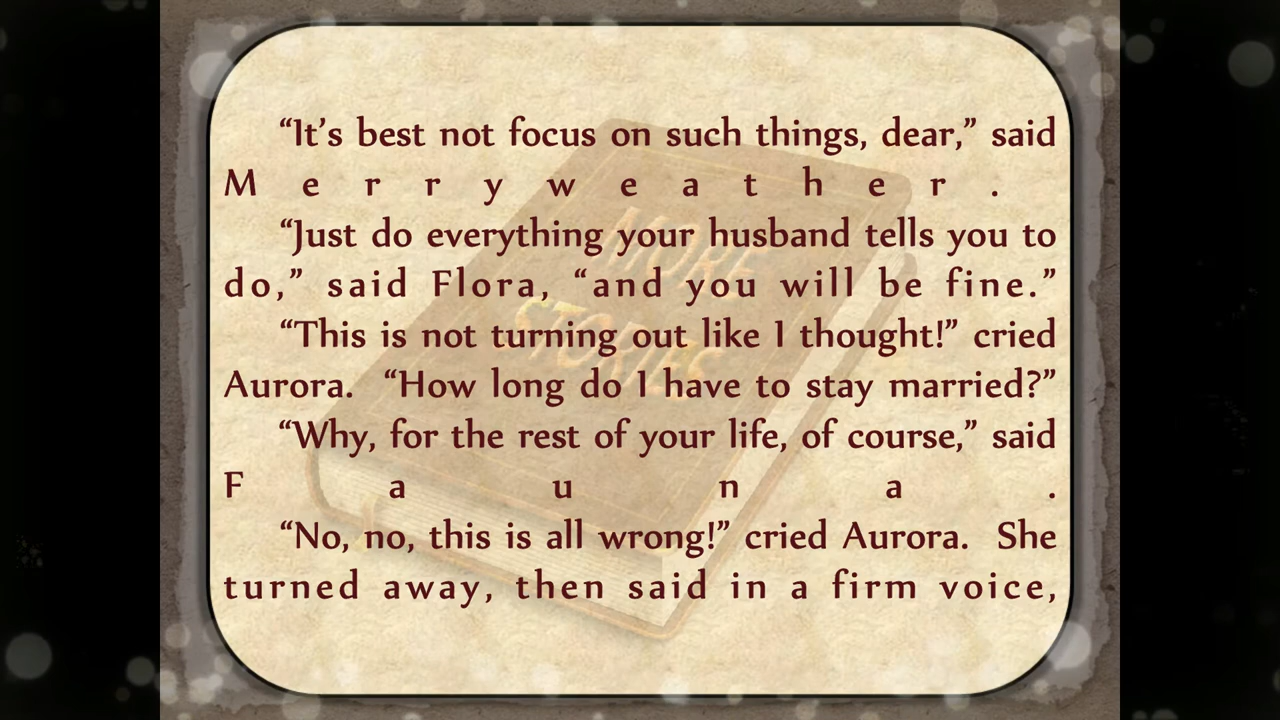 “It’s best not focus on such things, dear,” said
Merryweather.
“Just do everything your husband tells you to
do,” said Flora, “and you will be fine.”
“This is not turning out like I thought!” cried
Aurora. “How long do I have to stay married?”
“Why, for the rest of your life, of course,” said
Fauna.
“No, no, this is all wrong!” cried Aurora. She
turned away, then said in a firm voice,
MORE
STORIES